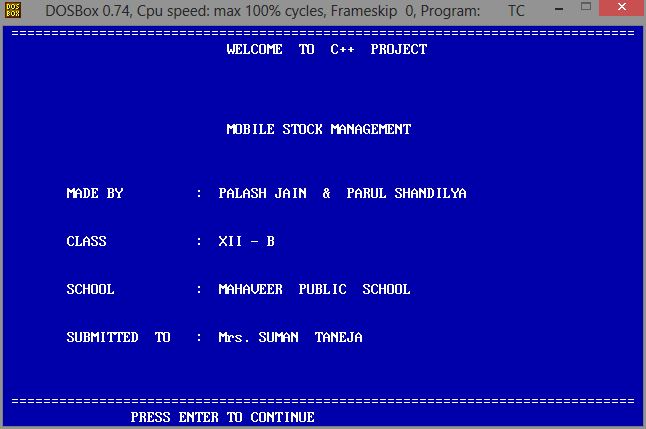 DOS BOX DOSBox 0.74, Cpu speed: max 100% cycles, Frameskip 0, Program: TC
==============================================================================
WELCOME TO C++ PROJECT
MOBILE STOCK MANAGEMENT
MADE BY : PALASH JAIN & PARUL SHANDILYA
CLASS : XII - B
SCHOOL : MAHAVEER PUBLIC SCHOOL
SUBMITTED TO : Mrs. SUMAN TANEJA
==============================================================================
PRESS ENTER TO CONTINUE